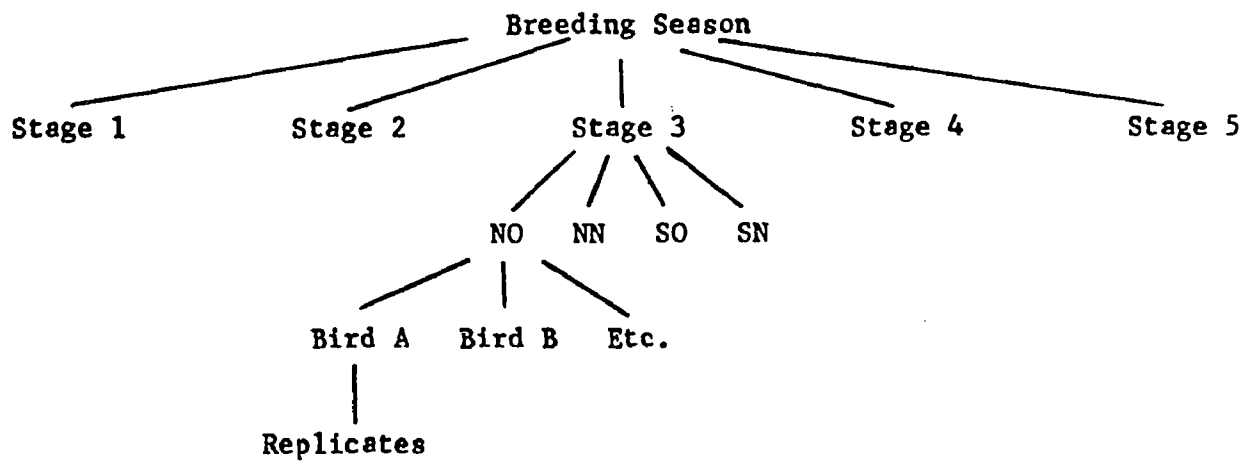 Breeding Season
Stage 1 Stage 2 Stage 3 Stage 4 Stage 5
NO NN SO SN
Bird A Bird B Etc.
Replicates